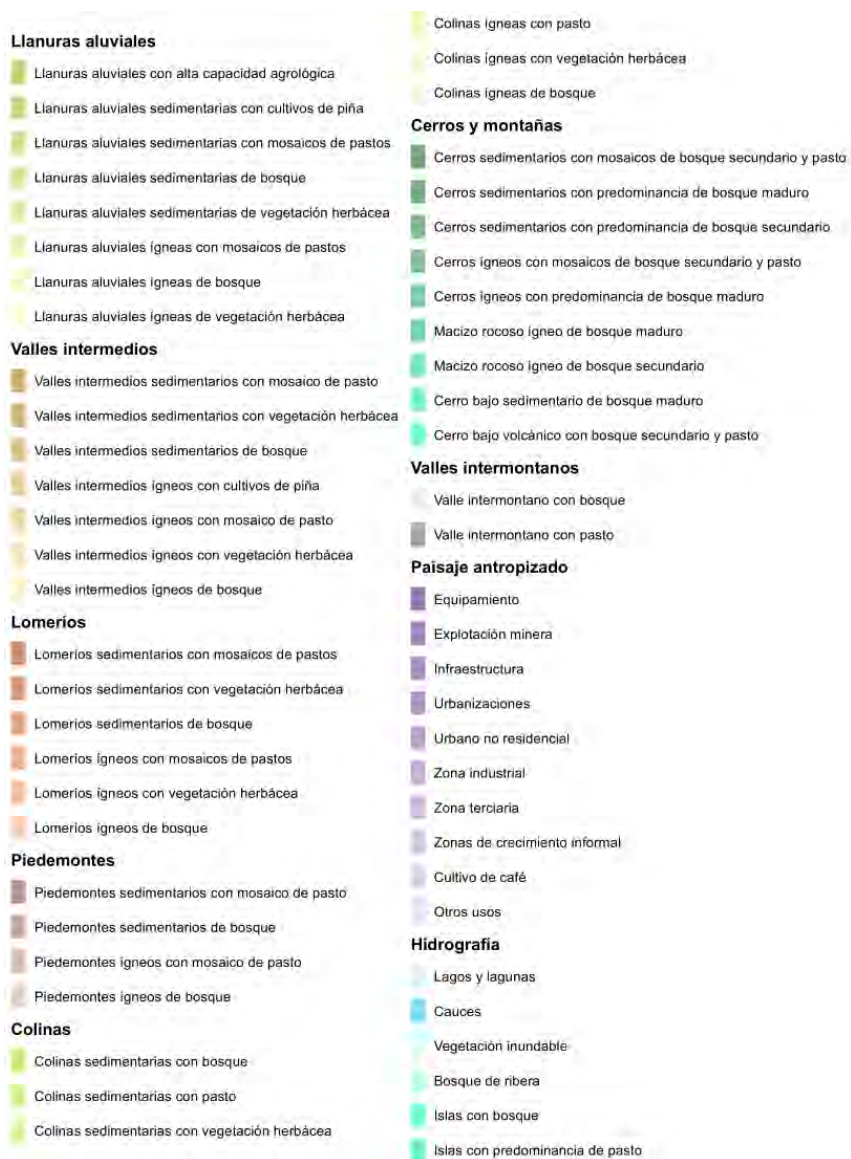 Llanuras aluviales
Llanuras aluviales con alta capacidad agrológica
Llanuras aluviales sedimentarias con cultivos de piña
Llanuras aluviales sedimentarias con mosaicos de pastos
Llanuras aluviales sedimentarias de bosque
Llanuras aluviales sedimentarias de vegetación herbácea
Llanuras aluviales ígneas con mosaicos de pastos
Llanuras aluviales ígneas de bosque
Llanuras aluviales ígneas de vegetación herbácea
Valles intermedios
Valles intermedios sedimentarios con mosaico de pasto
Valles intermedios sedimentarios con vegetación herbácea
Valles intermedios sedimentarios de bosque
Valles intermedios ígneos con cultivos de piña
Valles intermedios ígneos con mosaico de pasto
Valles intermedios ígneos con vegetación herbácea
Valles intermedios ígneos de bosque
Lomeríos
Lomeríos sedimentarios con mosaicos de pastos
Lomeríos sedimentarios con vegetación herbácea
Lomeríos sedimentarios de bosque
Lomeríos ígneos con mosaicos de pastos
Lomeríos ígneos con vegetación herbácea
Lomeríos ígneos de bosque
Piedemontes
Piedemontes sedimentarios con mosaico de pasto
Piedemontes sedimentarios de bosque
Piedemontes ígneos con mosaico de pasto
Piedemontes ígneos de bosque
Colinas
Colinas sedimentarias con bosque
Colinas sedimentarias con pasto
Colinas sedimentarias con vegetación herbácea
Colinas ígneas con pasto
Colinas ígneas con vegetación herbácea
Colinas ígneas de bosque
Cerros y montañas
Cerros sedimentarios con mosaicos de bosque secundario y pasto
Cerros sedimentarios con predominancia de bosque maduro
Cerros sedimentarios con predominancia de bosque secundario
Cerros ígneos con mosaicos de bosque secundario y pasto
Cerros ígneos con predominancia de bosque maduro
Macizo rocoso ígneo de bosque maduro
Macizo rocoso ígneo de bosque secundario
Cerro bajo sedimentario de bosque maduro
Cerro bajo volcánico con bosque secundario y pasto
Valles intermontanos
Valle intermontano con bosque
Valle intermontano con pasto
Paisaje antropizado
Equipamiento
Explotación minera
Infraestructura
Urbanizaciones
Urbano no residencial
Zona industrial
Zona terciaria
Zonas de crecimiento informal
Cultivo de café
Otros usos
Hidrografía
Lagos y lagunas
Cauces
Vegetación inundable
Bosque de ribera
Islas con bosque
Islas con predominancia de pasto